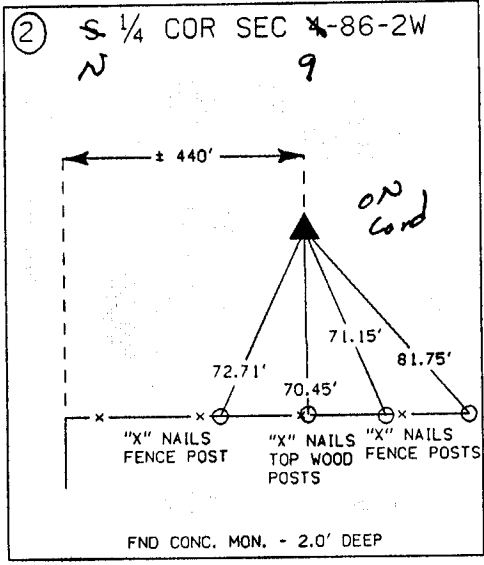 2 S 1/4 COR SEC 4-86-2W
N 9
± 440'
ON
Cord
72.71' 70.45' 71.15' 81.75'
"X" NAILS FENCE POST
"X" NAILS TOP WOOD POSTS
"X" NAILS FENCE POSTS
FND CONC. MON. - 2.0' DEEP